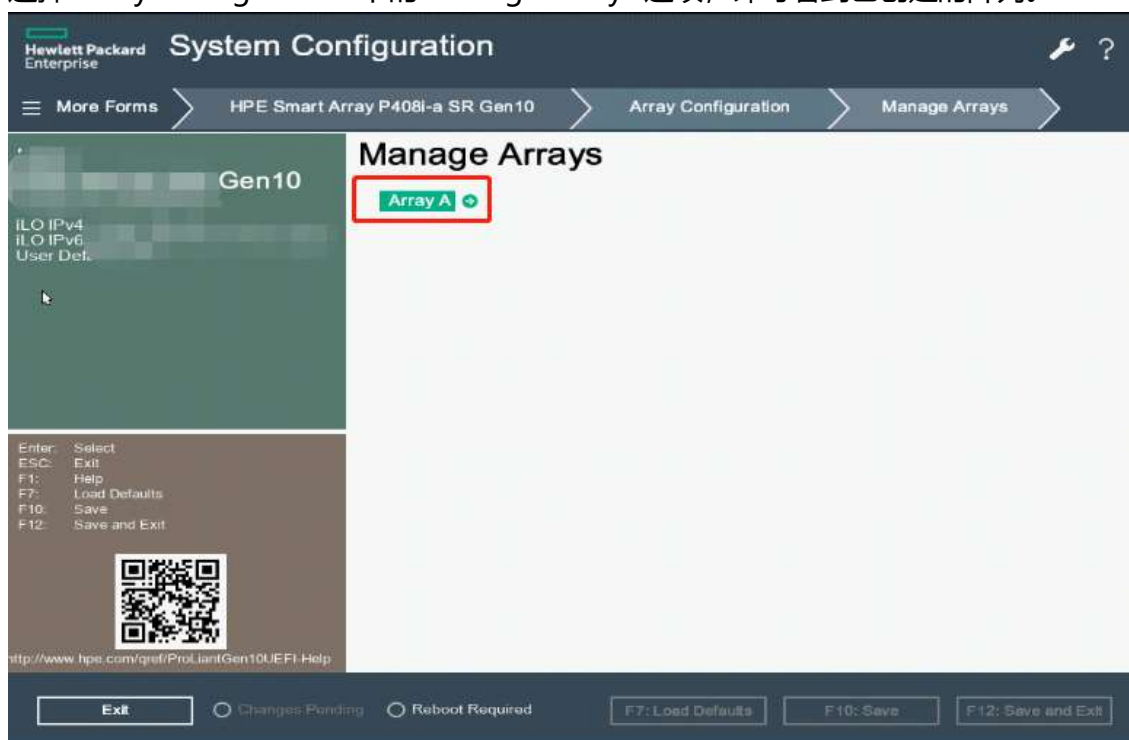 Hewlett Packard
Enterprise
System Configuration
?
More Forms
HPE Smart Array P408i-a SR Gen10
Array Configuration
Manage Arrays
Gen10
iLO IPv4
iLO IPv6
User Def.
Manage Arrays
Array A
Enter: Select
ESC: Exit
F1: Help
F7: Load Defaults
F10: Save
F12: Save and Exit
http://www.hpe.com/qref/ProLiantGen10UEFI-Help
Exit
Changes Pending
Reboot Required
F7: Load Defaults
F10: Save
F12: Save and Exit